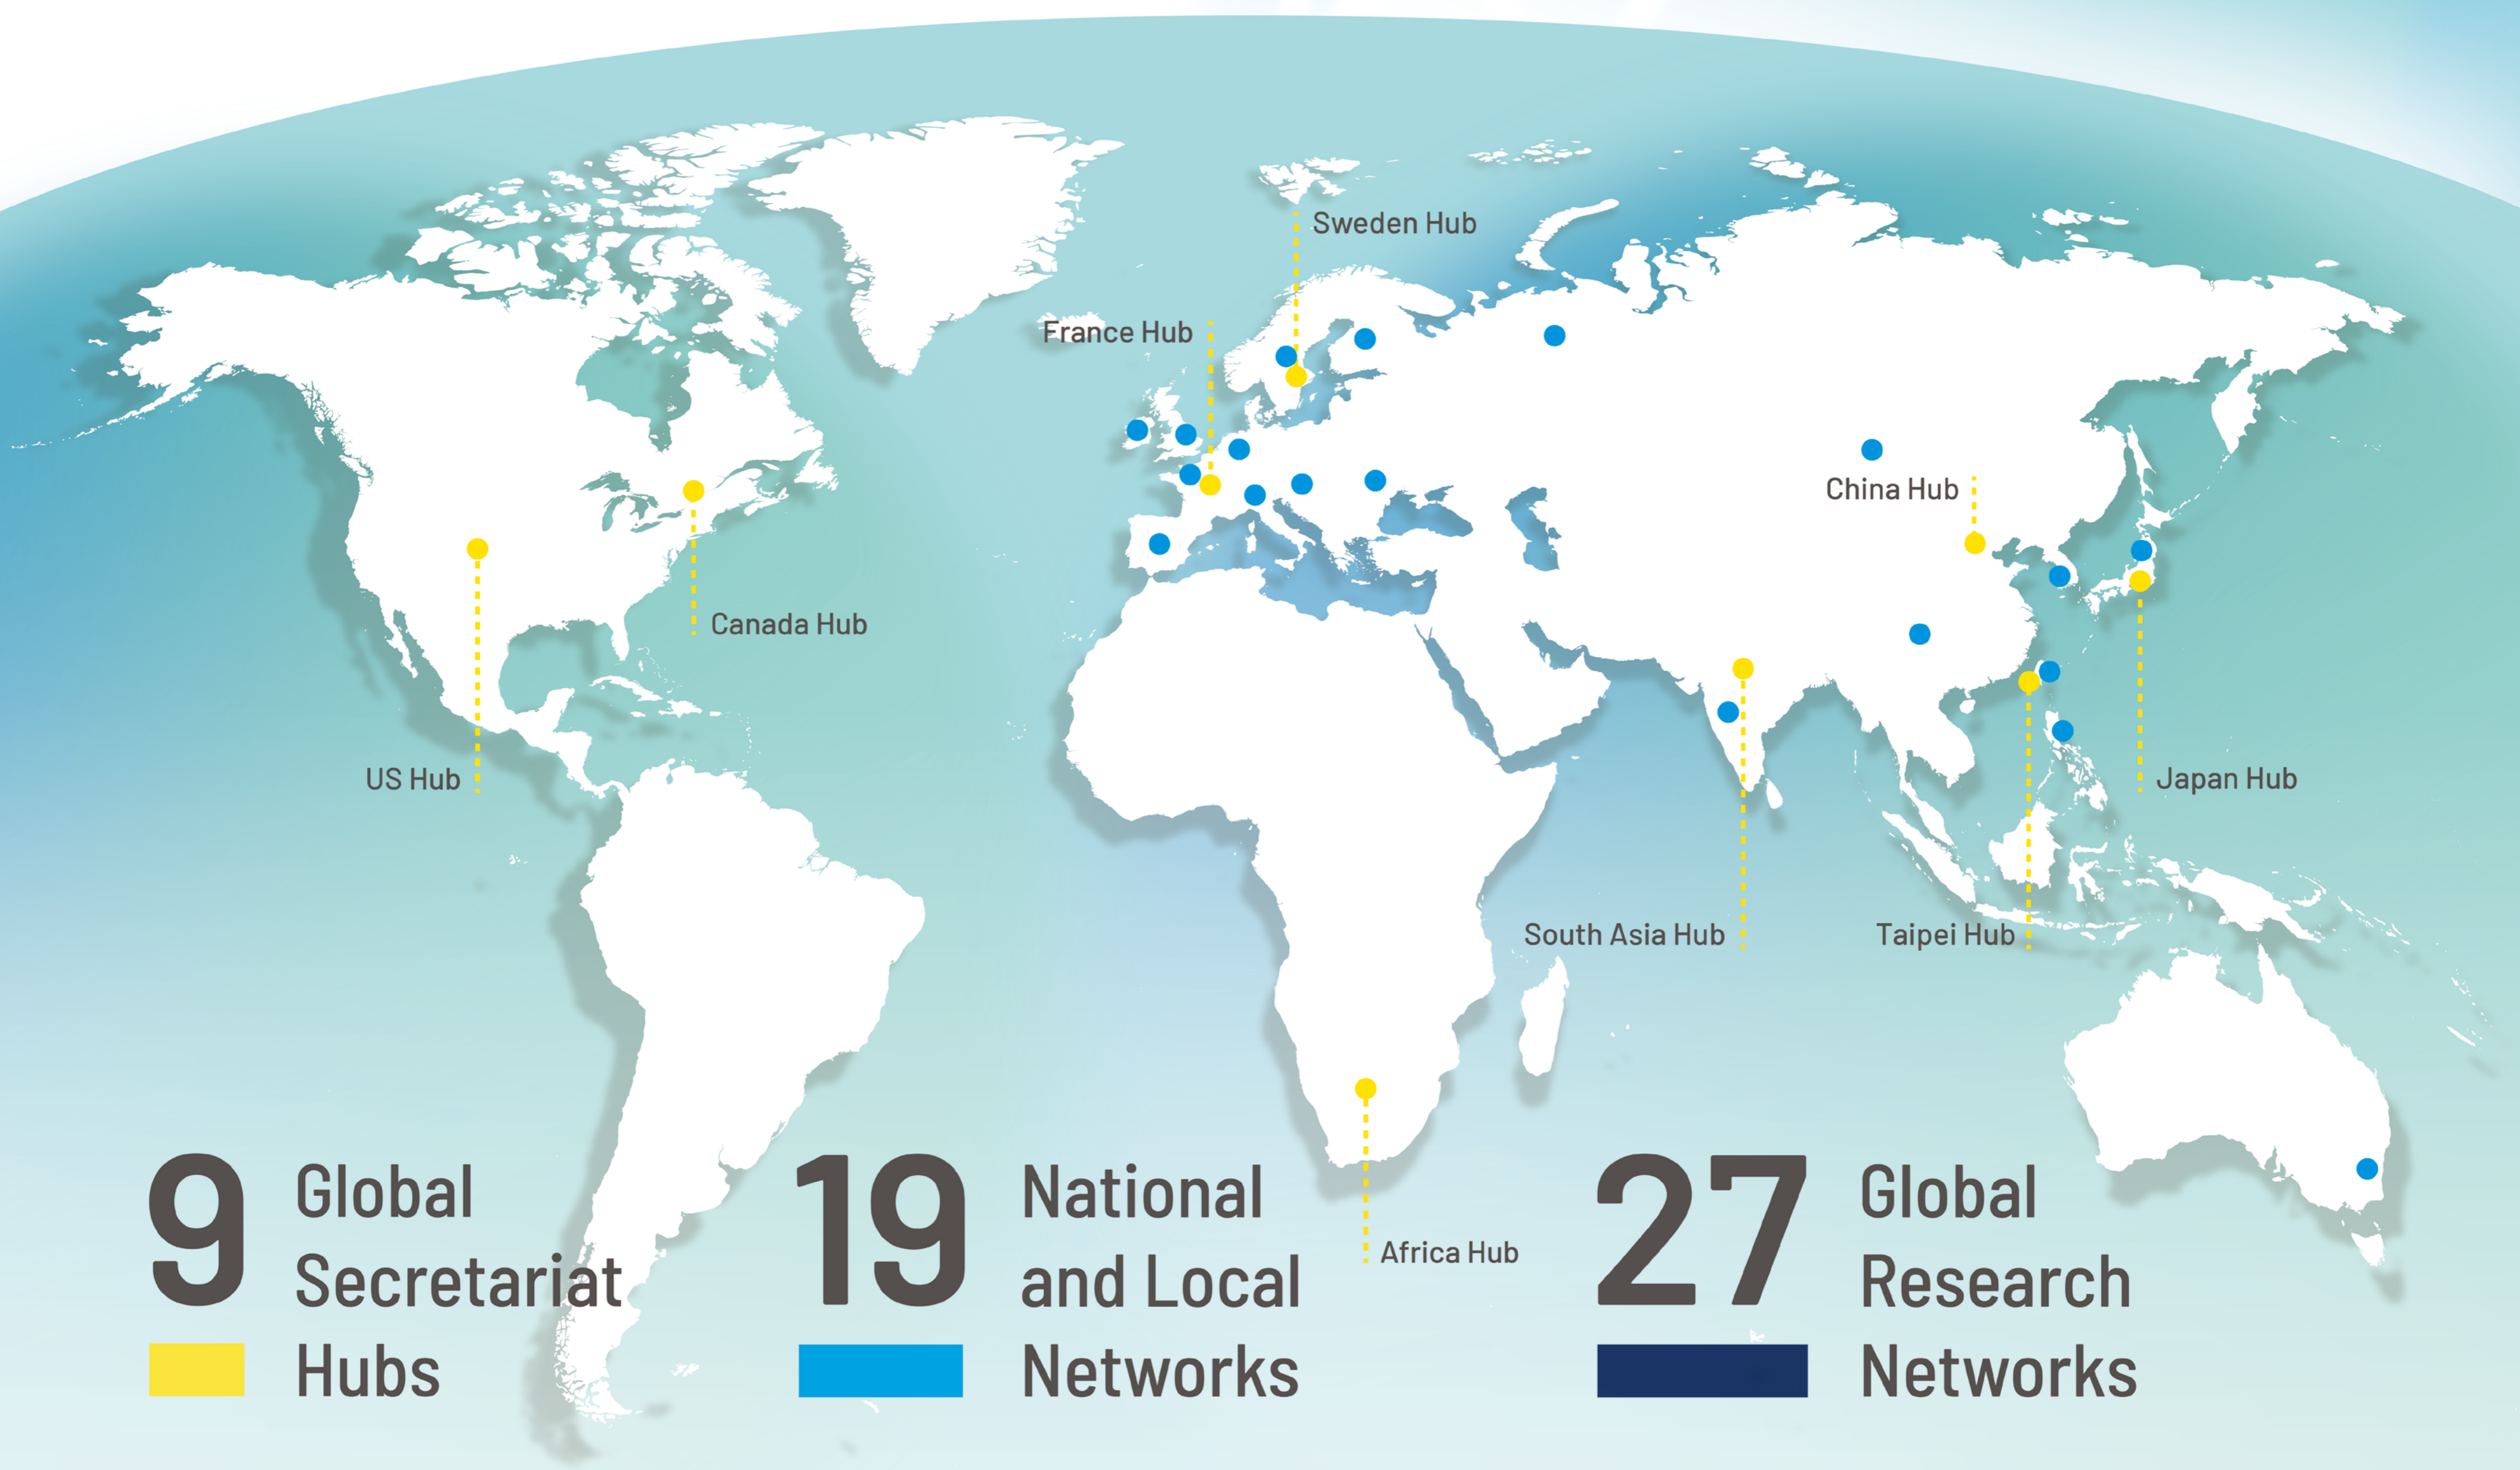 Sweden Hub
France Hub
China Hub
Canada Hub
US Hub
Japan Hub
South Asia Hub
Taipei Hub
Africa Hub
9
Global
Secretariat
Hubs
19
National
and Local
Networks
27
Global
Research
Networks